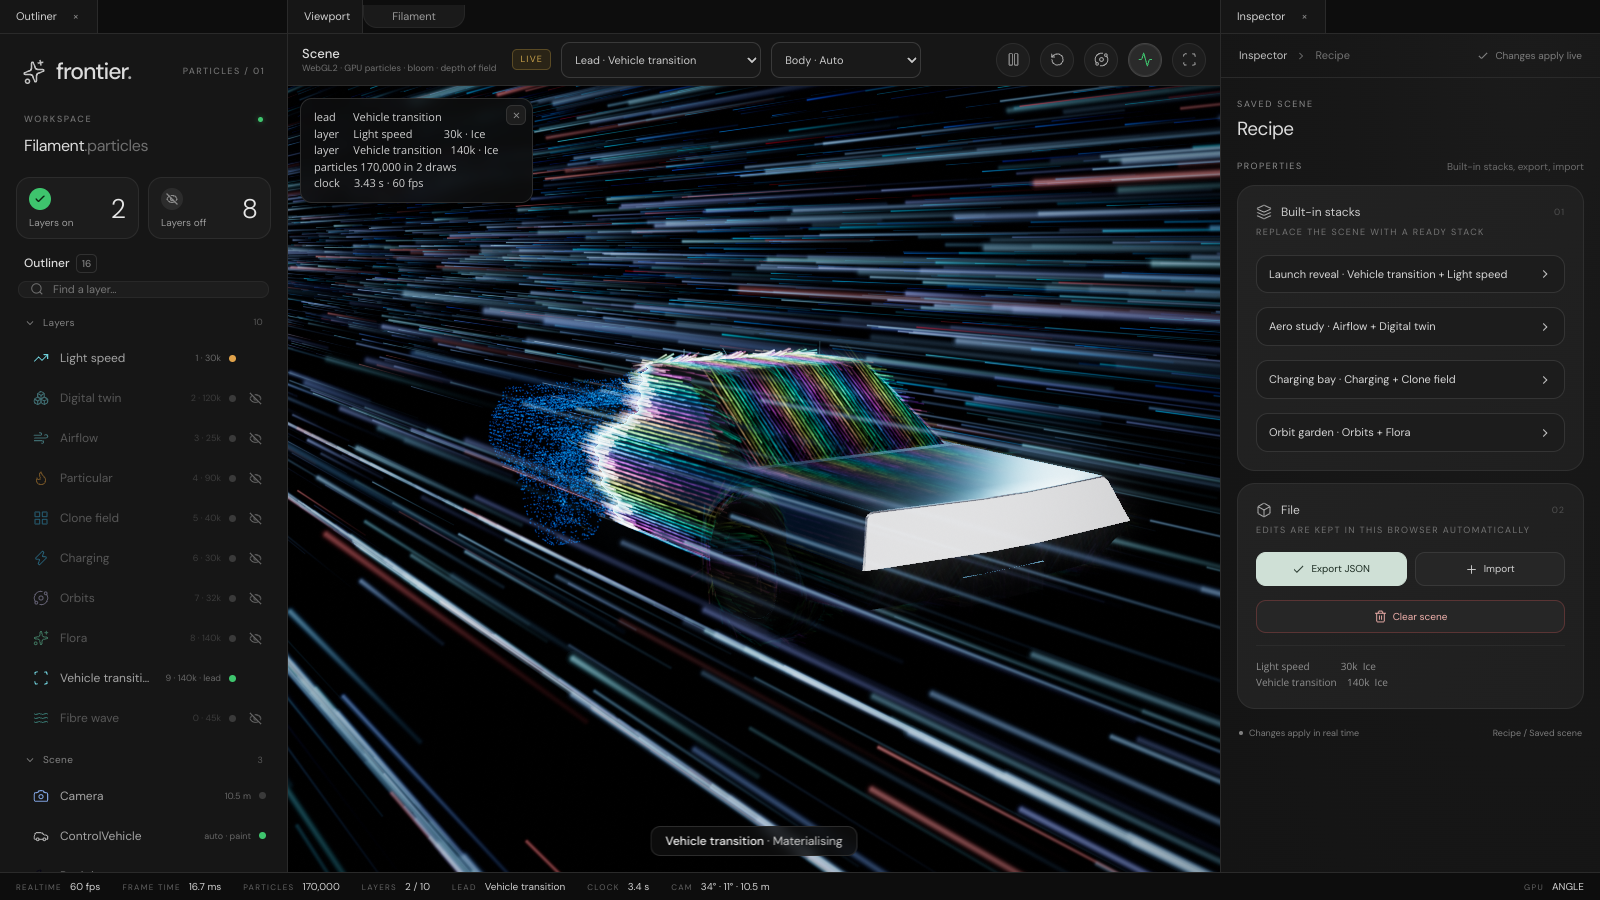 Outliner ×
frontier.
PARTICLES / 01
WORKSPACE
Filament.particles
Layers on 2
Layers off 8
Outliner 16
Find a layer...
Layers 10
Light speed 1 · 30k
Digital twin 2 · 120k
Airflow 3 · 25k
Particular 4 · 90k
Clone field 5 · 40k
Charging 6 · 30k
Orbits 7 · 32k
Flora 8 · 140k
Vehicle transiti... 9 · 140k · lead
Fibre wave 0 · 45k
Scene 3
Camera 10.5 m
ControlVehicle auto · paint
Viewport
Filament
Scene
WebGL2 · GPU particles · bloom · depth of field
LIVE
Lead · Vehicle transition
Body · Auto
lead Vehicle transition
layer Light speed 30k · Ice
layer Vehicle transition 140k · Ice
particles 170,000 in 2 draws
clock 3.43 s · 60 fps
Vehicle transition · Materialising
Inspector ×
Inspector > Recipe
Changes apply live
SAVED SCENE
Recipe
PROPERTIES
Built-in stacks, export, import
Built-in stacks 01
REPLACE THE SCENE WITH A READY STACK
Launch reveal · Vehicle transition + Light speed
Aero study · Airflow + Digital twin
Charging bay · Charging + Clone field
Orbit garden · Orbits + Flora
File 02
EDITS ARE KEPT IN THIS BROWSER AUTOMATICALLY
Export JSON
Import
Clear scene
Light speed 30k Ice
Vehicle transition 140k Ice
Changes apply in real time
Recipe / Saved scene
REALTIME 60 fps
FRAME TIME 16.7 ms
PARTICLES 170,000
LAYERS 2 / 10
LEAD Vehicle transition
CLOCK 3.4 s
CAM 34° · 11° · 10.5 m
GPU ANGLE